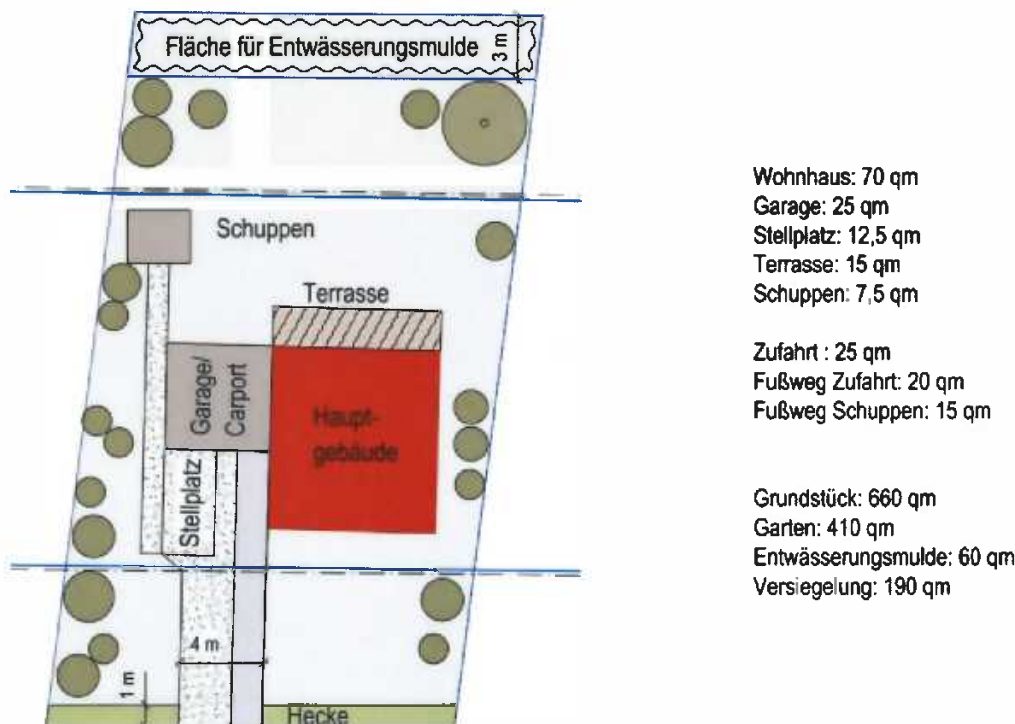 Fläche für Entwässerungsmulde
3 m
Schuppen
Terrasse
Garage/
Carport
Haupt-
gebäude
Stellplatz
4 m
1 m
Hecke
Wohnhaus: 70 qm
Garage: 25 qm
Stellplatz: 12,5 qm
Terrasse: 15 qm
Schuppen: 7,5 qm
Zufahrt : 25 qm
Fußweg Zufahrt: 20 qm
Fußweg Schuppen: 15 qm
Grundstück: 660 qm
Garten: 410 qm
Entwässerungsmulde: 60 qm
Versiegelung: 190 qm